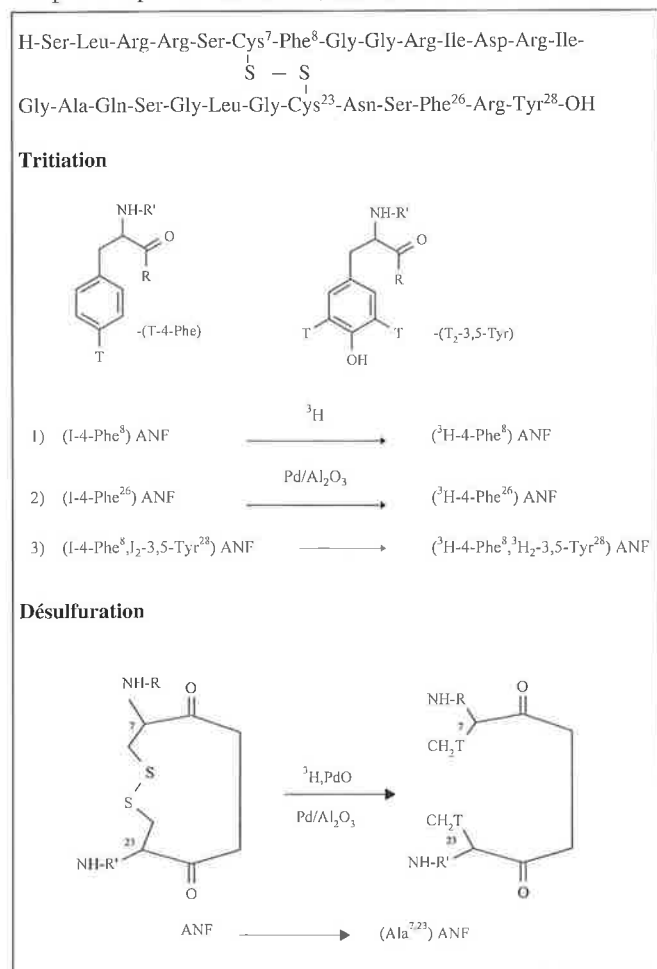 H-Ser-Leu-Arg-Arg-Ser-Cys⁷-Phe⁸-Gly-Gly-Arg-Ile-Asp-Arg-Ile-
S – S
Gly-Ala-Gln-Ser-Gly-Leu-Gly-Cys²³-Asn-Ser-Phe²⁶-Arg-Tyr²⁸-OH
Tritiation
NH-R' NH-R'
O O
R R
-(T-4-Phe) T T -(T₂-3,5-Tyr)
T OH
³H
1) (I-4-Phe⁸) ANF (³H-4-Phe⁸) ANF
Pd/Al₂O₃
2) (I-4-Phe²⁶) ANF (³H-4-Phe²⁶) ANF
3) (I-4-Phe⁸,I₂-3,5-Tyr²⁸) ANF (³H-4-Phe⁸,³H₂-3,5-Tyr²⁸) ANF
Désulfuration
NH-R O NH-R O
7 7
CH₂T
S ³H,PdO
S Pd/Al₂O₃ CH₂T
23 23
NH-R' NH-R'
O O
ANF (Ala⁷,²³) ANF